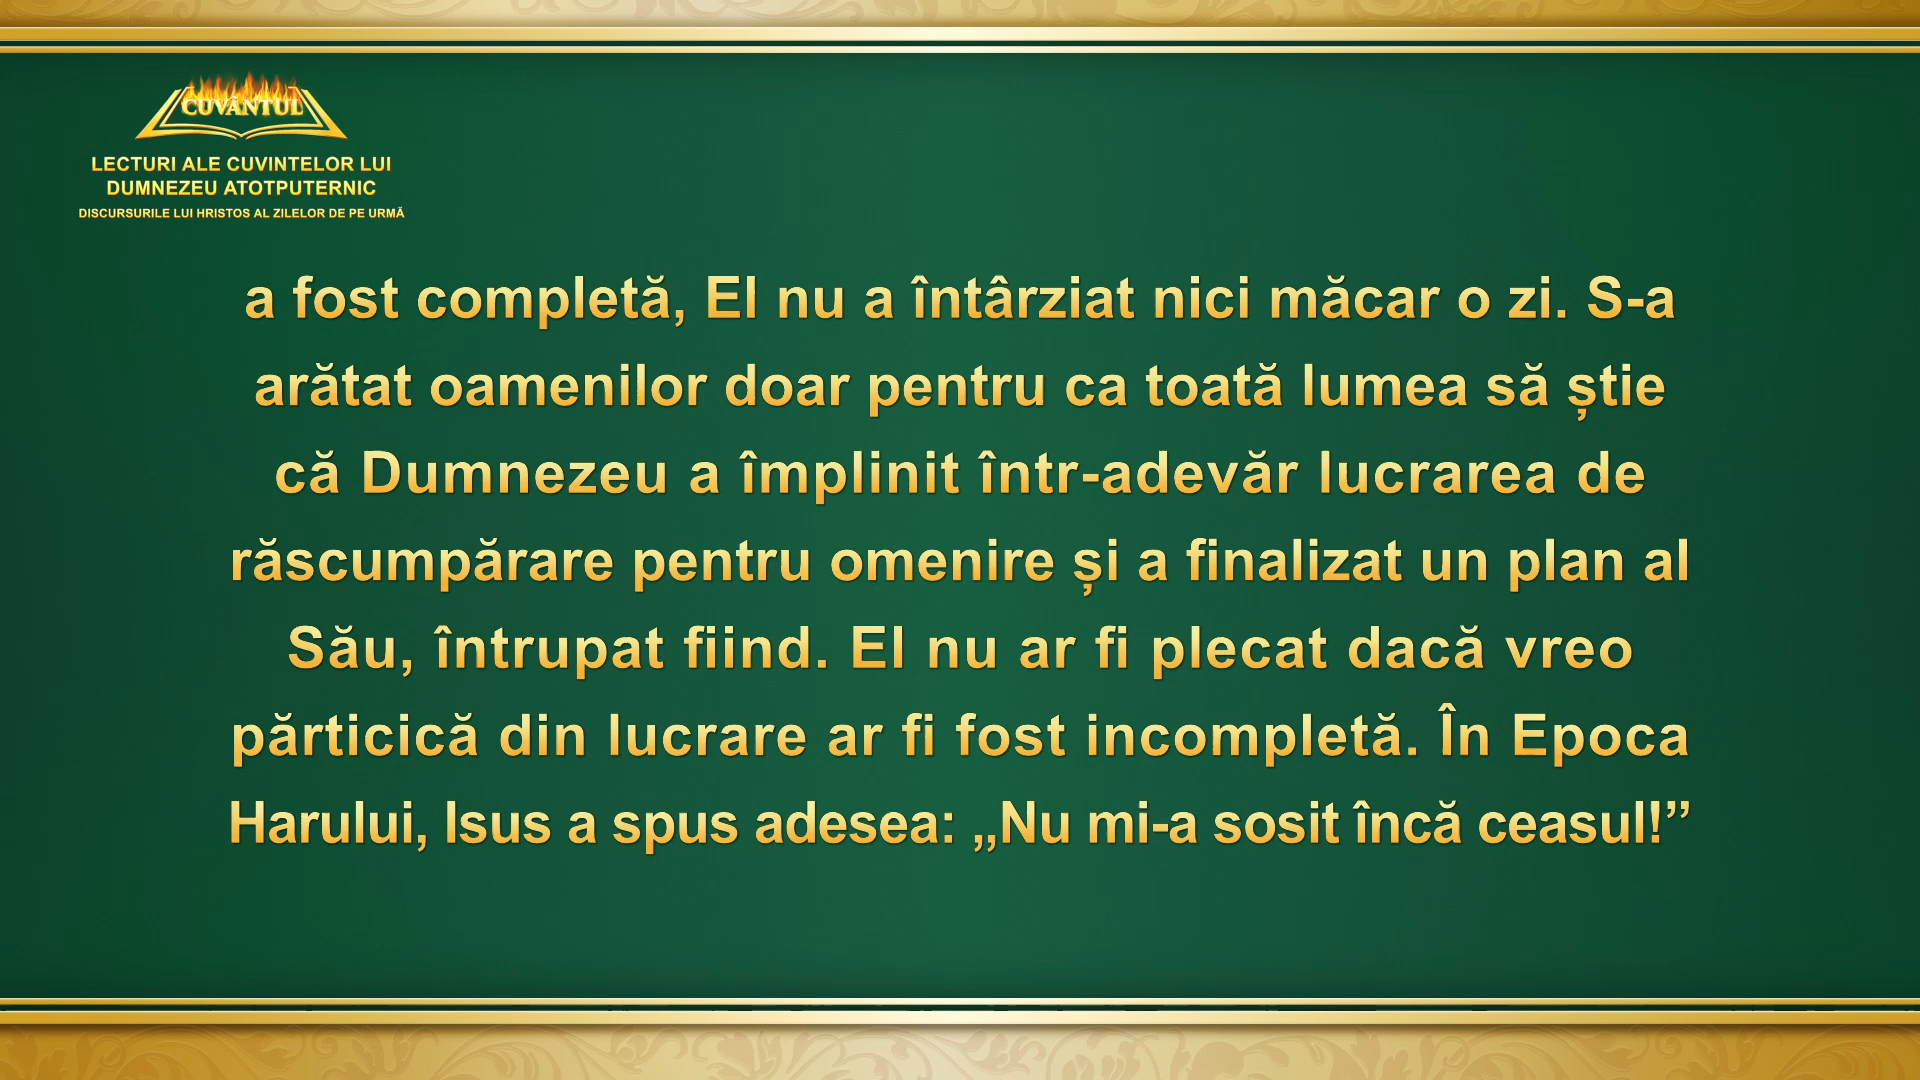 CUVÂNTUL
LECTURI ALE CUVINTELOR LUI
DUMNEZEU ATOTPUTERNIC
DISCURSURILE LUI HRISTOS AL ZILELOR DE PE URMĂ
a fost completă, El nu a întârziat nici măcar o zi. S-a
arătat oamenilor doar pentru ca toată lumea să știe
că Dumnezeu a împlinit într-adevăr lucrarea de
răscumpărare pentru omenire și a finalizat un plan al
Său, întrupat fiind. El nu ar fi plecat dacă vreo
părticică din lucrare ar fi fost incompletă. În Epoca
Harului, Isus a spus adesea: „Nu mi-a sosit încă ceasul!”